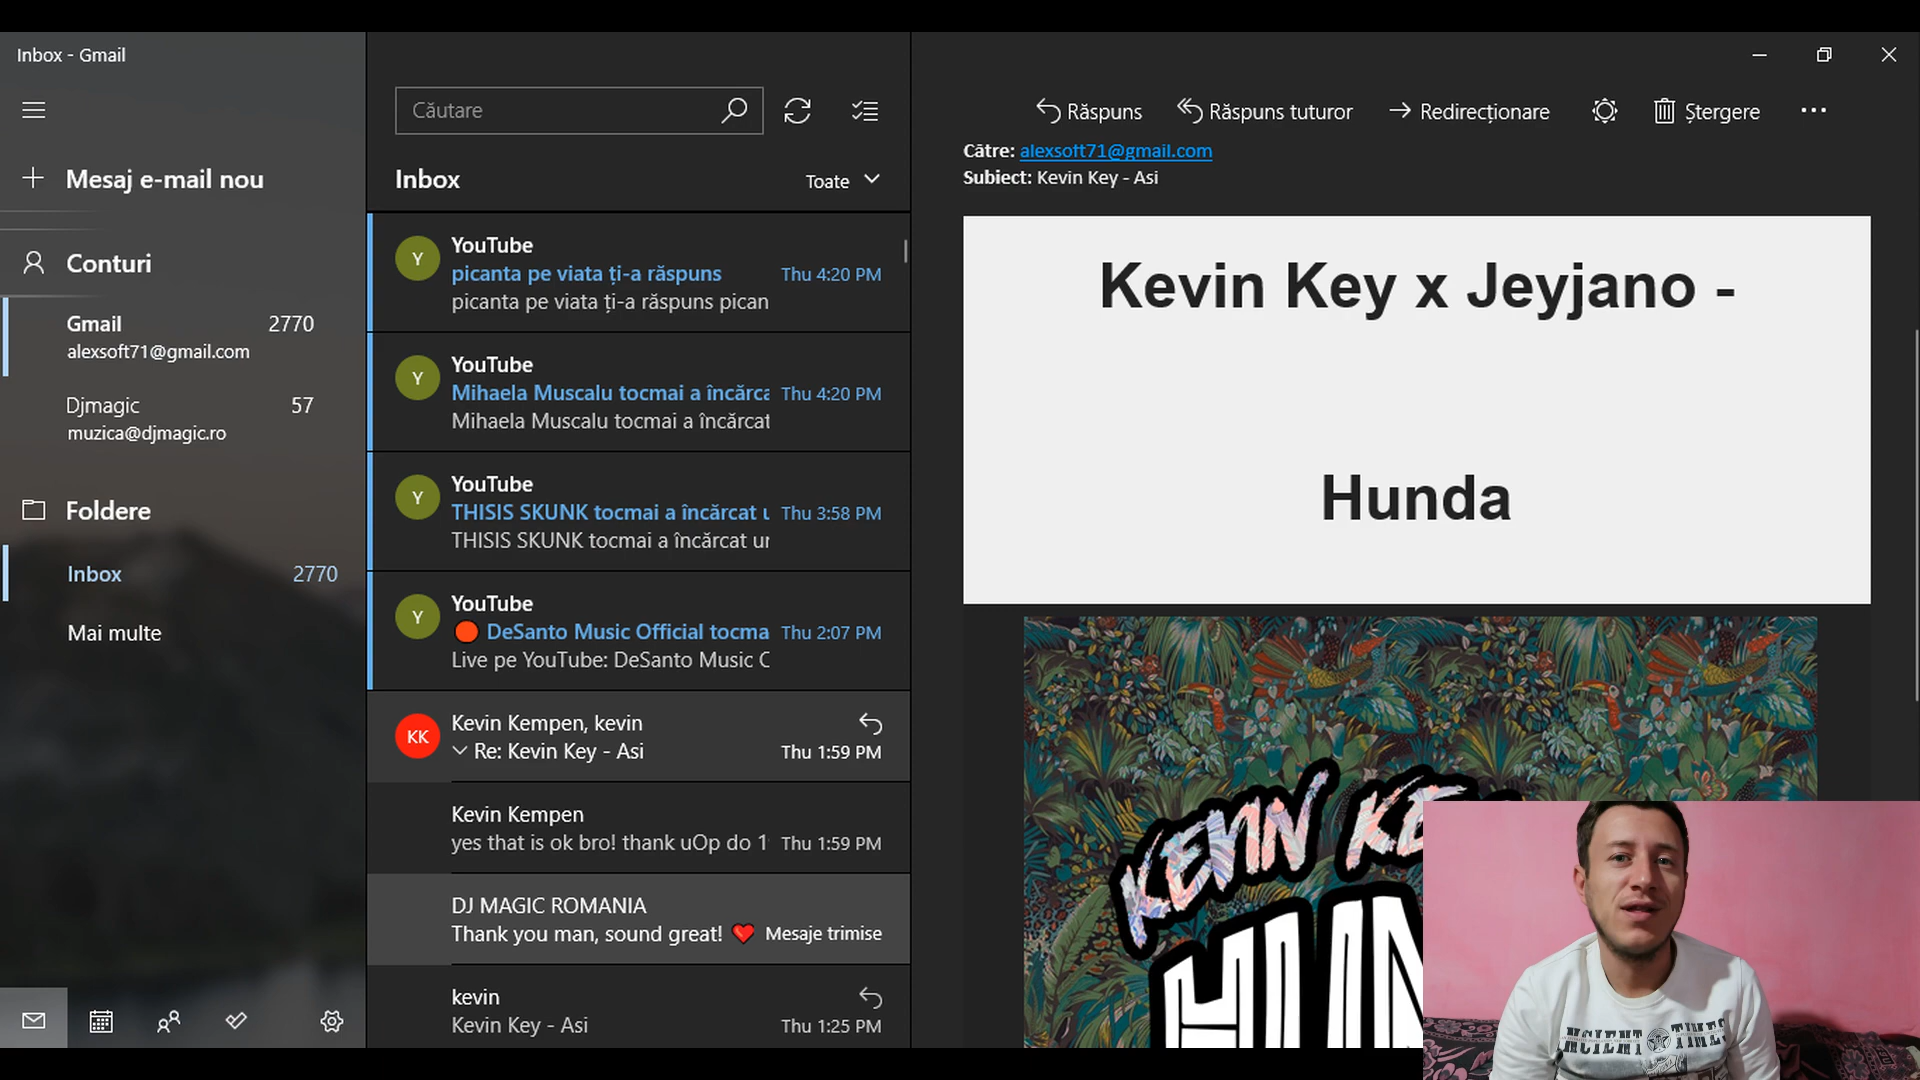 Inbox - Gmail
Mesaj e-mail nou
Conturi
Gmail 2770
alexsoft71@gmail.com
Djmagic 57
muzica@djmagic.ro
Foldere
Inbox 2770
Mai multe
Căutare
Inbox Toate
Y YouTube
picanta pe viata ți-a răspuns Thu 4:20 PM
picanta pe viata ți-a răspuns pican
Y YouTube
Mihaela Muscalu tocmai a încărca Thu 4:20 PM
Mihaela Muscalu tocmai a încărcat
Y YouTube
THISIS SKUNK tocmai a încărcat u Thu 3:58 PM
THISIS SKUNK tocmai a încărcat ur
Y YouTube
🔴 DeSanto Music Official tocma Thu 2:07 PM
Live pe YouTube: DeSanto Music C
KK Kevin Kempen, kevin
Re: Kevin Key - Asi Thu 1:59 PM
Kevin Kempen
yes that is ok bro! thank uOp do 1 Thu 1:59 PM
DJ MAGIC ROMANIA
Thank you man, sound great! ❤ Mesaje trimise
kevin
Kevin Key - Asi Thu 1:25 PM
Răspuns Răspuns tuturor Redirecționare Ștergere
Către: alexsoft71@gmail.com
Subiect: Kevin Key - Asi
Kevin Key x Jeyjano -
Hunda
KEVIN KE
HUN
NCIENT TIMES